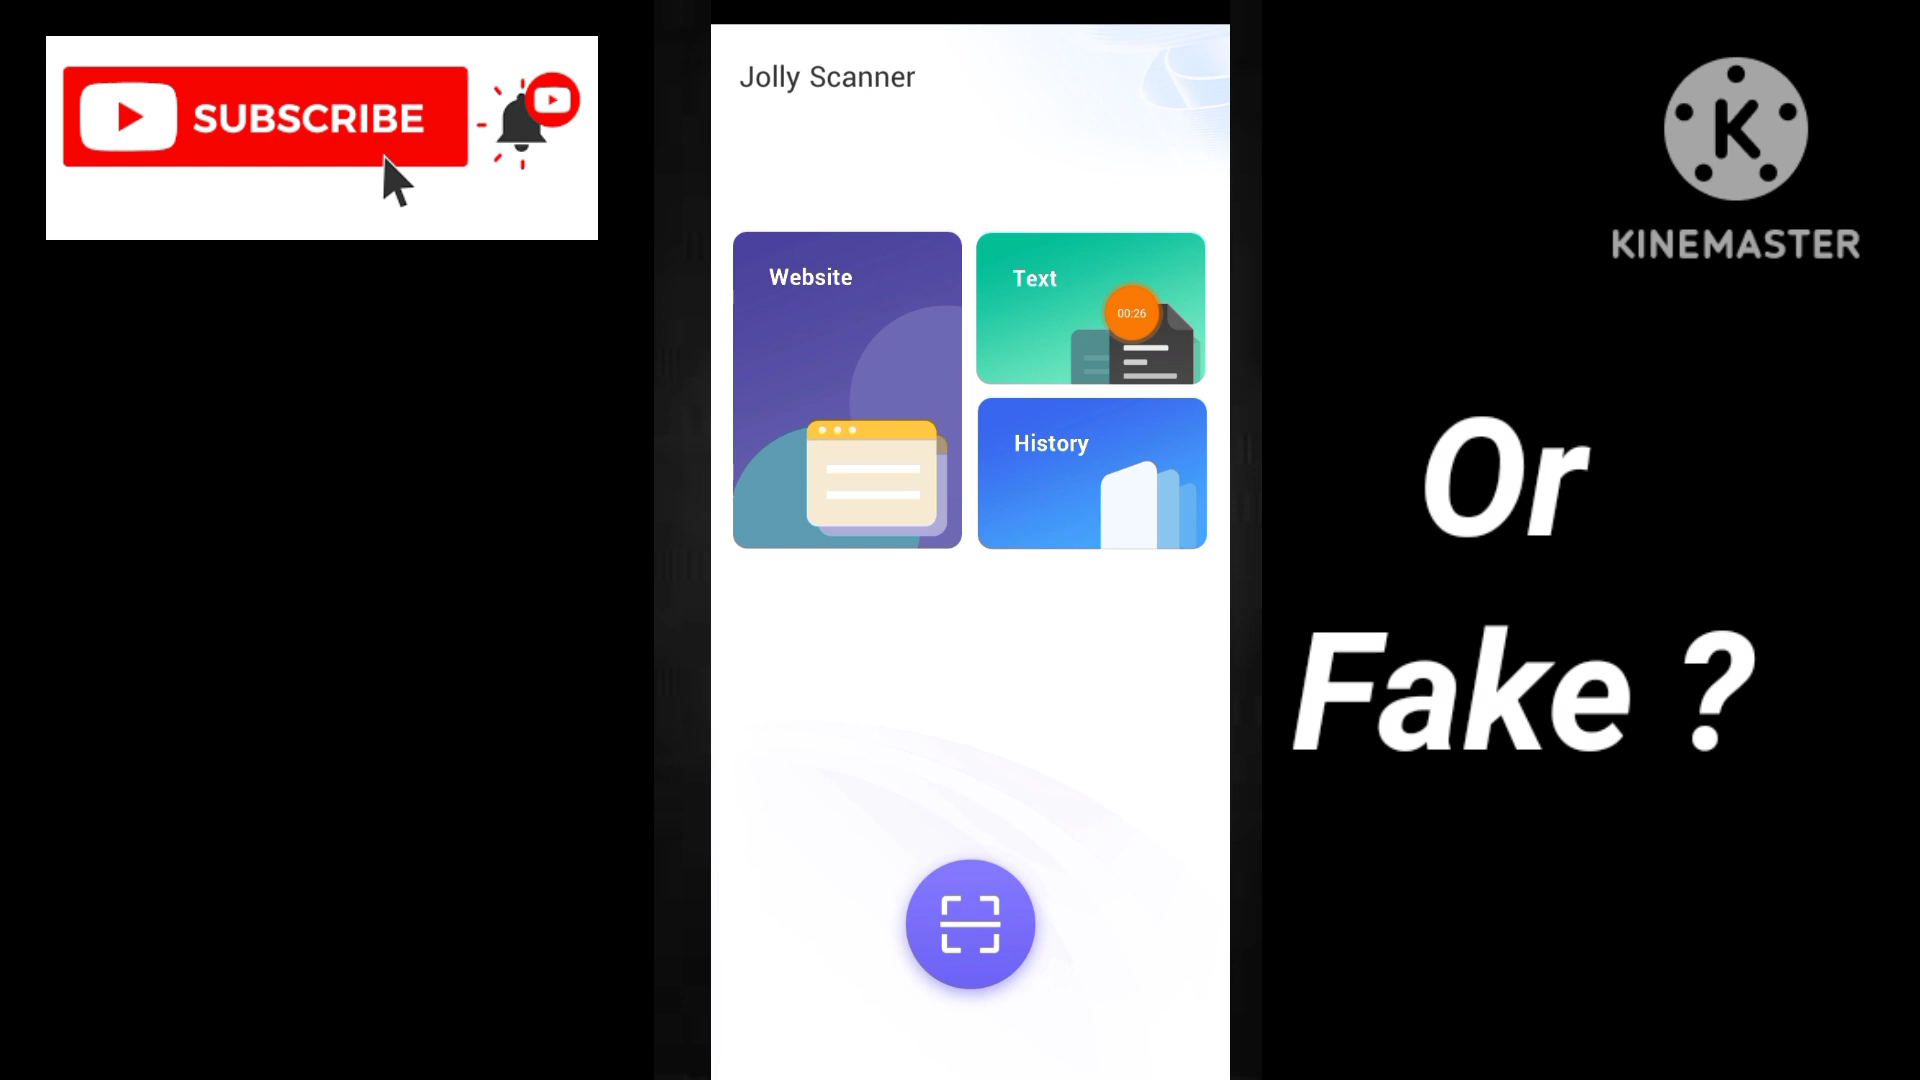 SUBSCRIBE
Jolly Scanner
Website
Text
00:26
History
KINEMASTER
Or
Fake ?